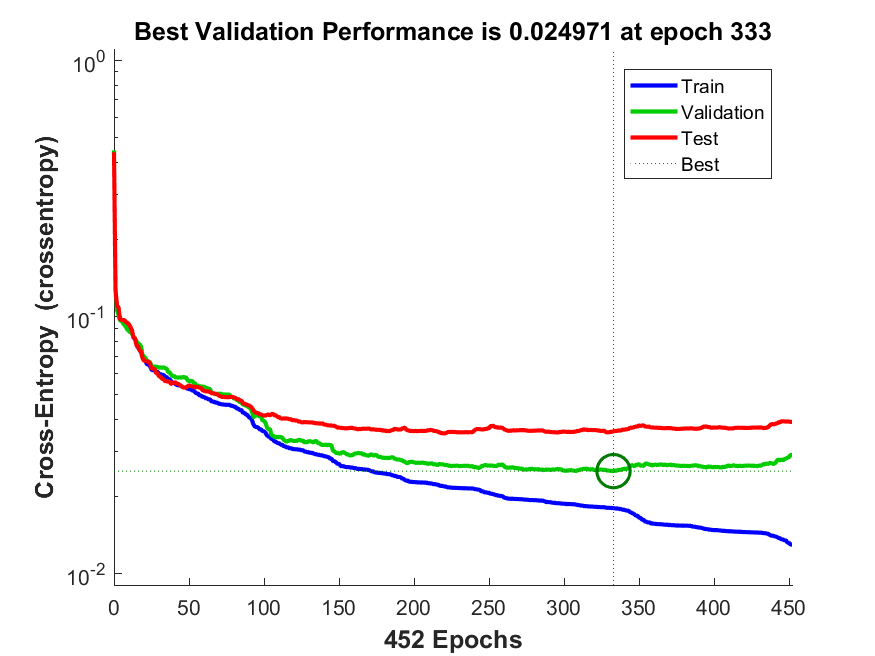 Best Validation Performance is 0.024971 at epoch 333
Cross-Entropy (crossentropy)
10^0
10^-1
10^-2
Train
Validation
Test
Best
0 50 100 150 200 250 300 350 400 450
452 Epochs